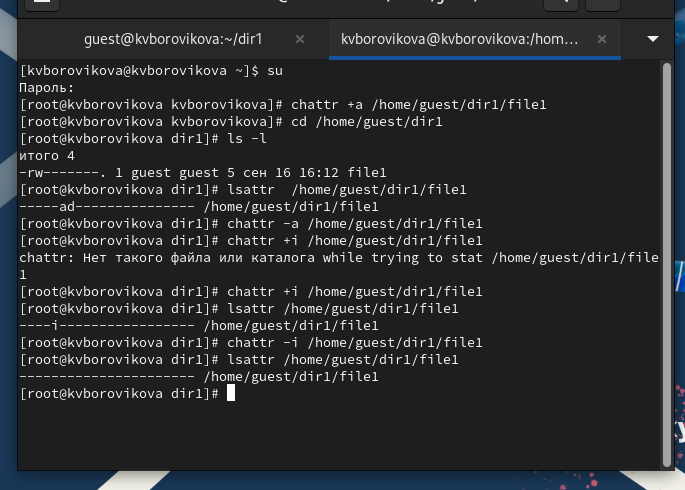 guest@kvborovikova:~/dir1
kvborovikova@kvborovikova:/hom...
[kvborovikova@kvborovikova ~]$ su
Пароль:
[root@kvborovikova kvborovikova]# chattr +a /home/guest/dir1/file1
[root@kvborovikova kvborovikova]# cd /home/guest/dir1
[root@kvborovikova dir1]# ls -l
итого 4
-rw-------. 1 guest guest 5 сен 16 16:12 file1
[root@kvborovikova dir1]# lsattr  /home/guest/dir1/file1
-----ad--------------- /home/guest/dir1/file1
[root@kvborovikova dir1]# chattr -a /home/guest/dir1/file1
[root@kvborovikova dir1]# chattr +i /home/guest/dir1/file1
chattr: Нет такого файла или каталога while trying to stat /home/guest/dir1/file
1
[root@kvborovikova dir1]# chattr +i /home/guest/dir1/file1
[root@kvborovikova dir1]# lsattr /home/guest/dir1/file1
----i----------------- /home/guest/dir1/file1
[root@kvborovikova dir1]# chattr -i /home/guest/dir1/file1
[root@kvborovikova dir1]# lsattr /home/guest/dir1/file1
---------------------- /home/guest/dir1/file1
[root@kvborovikova dir1]#